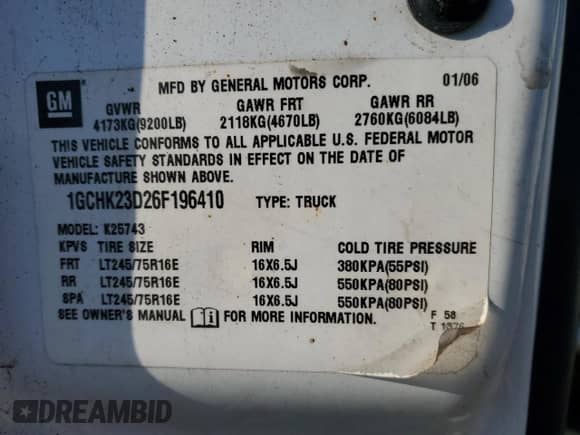 GM
MFD BY GENERAL MOTORS CORP. 01/06
GVWR GAWR FRT GAWR RR
4173KG(9200LB) 2118KG(4670LB) 2760KG(6084LB)
THIS VEHICLE CONFORMS TO ALL APPLICABLE U.S. FEDERAL MOTOR
VEHICLE SAFETY STANDARDS IN EFFECT ON THE DATE OF
MANUFACTURE SHOWN ABOVE.
1GCHK23D26F196410 TYPE: TRUCK
MODEL: K25743
KPVS TIRE SIZE RIM COLD TIRE PRESSURE
FRT LT245/75R16E 16X6.5J 380KPA(55PSI)
RR LT245/75R16E 16X6.5J 550KPA(80PSI)
SPA LT245/75R16E 16X6.5J 550KPA(80PSI)
SEE OWNER'S MANUAL i FOR MORE INFORMATION. F 58
T
DREAMBID